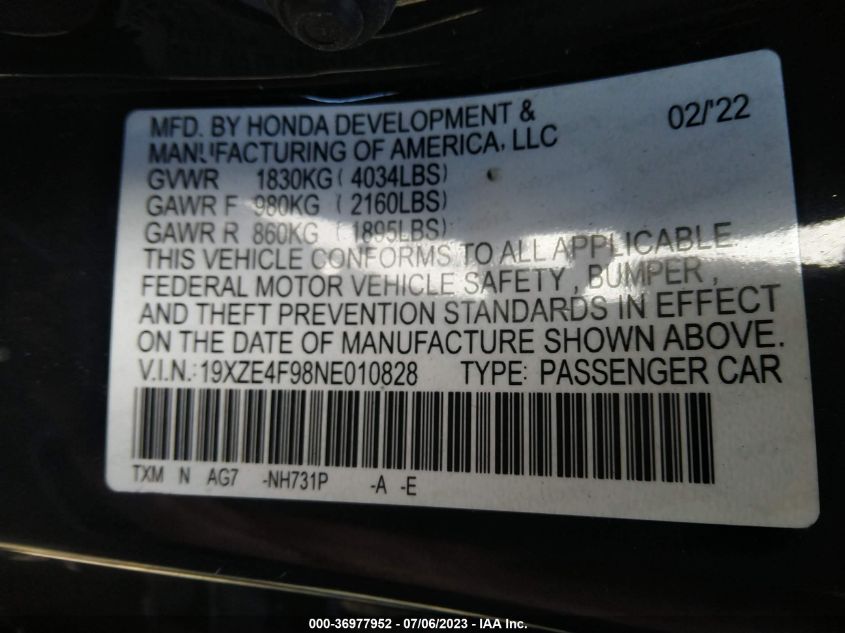 MFD. BY HONDA DEVELOPMENT & 02/'22
MANUFACTURING OF AMERICA, LLC
GVWR 1830KG ( 4034LBS)
GAWR F 980KG ( 2160LBS)
GAWR R 860KG ( 1895LBS)
THIS VEHICLE CONFORMS TO ALL APPLICABLE
FEDERAL MOTOR VEHICLE SAFETY , BUMPER ,
AND THEFT PREVENTION STANDARDS IN EFFECT
ON THE DATE OF MANUFACTURE SHOWN ABOVE.
V.I.N.:19XZE4F98NE010828 TYPE: PASSENGER CAR
TXM N AG7 -NH731P -A -E
000-36977952 - 07/06/2023 - IAA Inc.